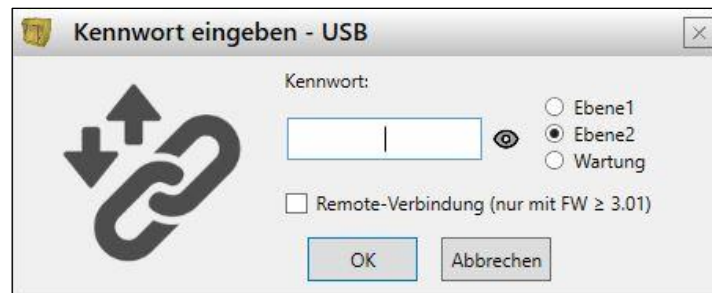 Kennwort eingeben - USB
Kennwort:
Ebene1
Ebene2
Wartung
Remote-Verbindung (nur mit FW ≥ 3.01)
OK
Abbrechen